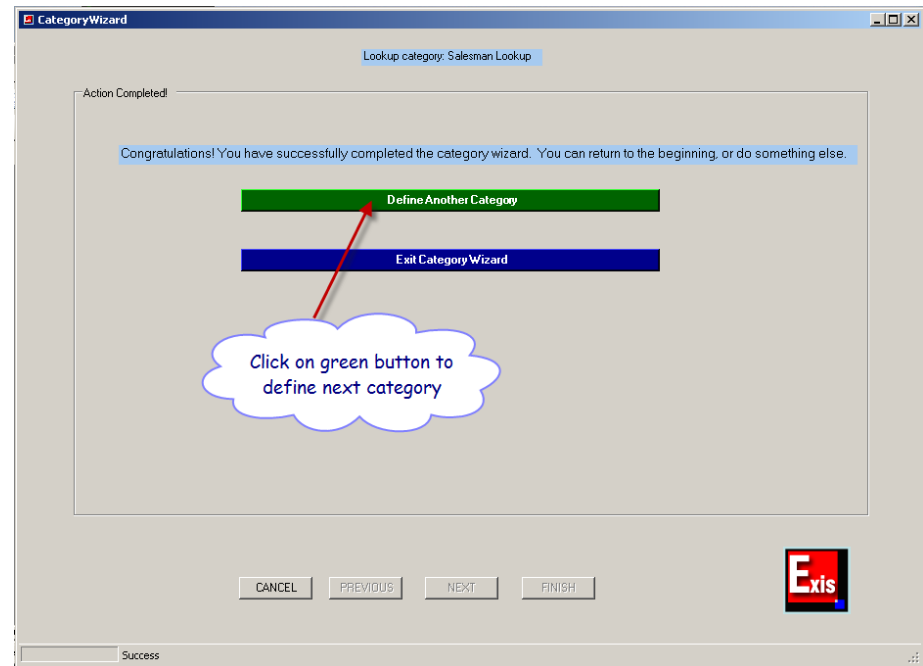 CategoryWizard
Lookup category: Salesman Lookup
Action Completed!
Congratulations! You have successfully completed the category wizard. You can return to the beginning, or do something else.
Define Another Category
Exit Category Wizard
Click on green button to
define next category
CANCEL PREVIOUS NEXT FINISH
Exis
Success